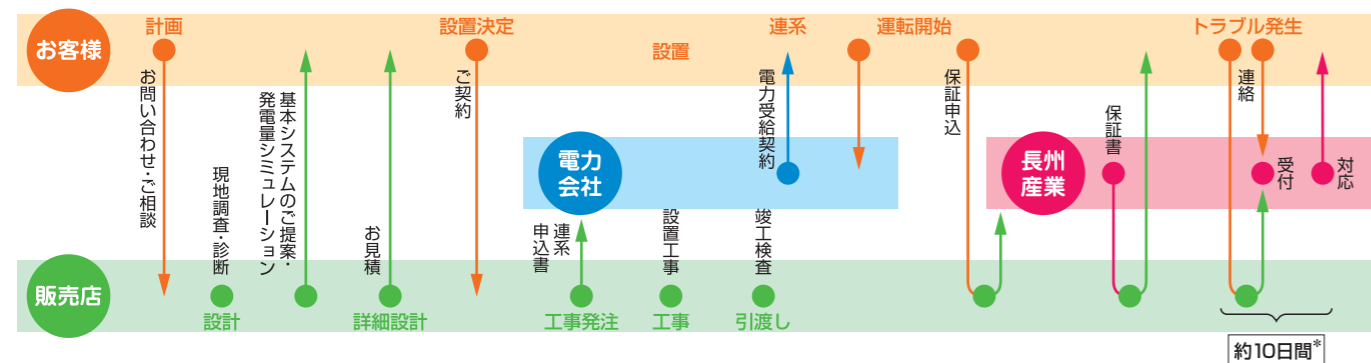 お客様
計画
設置決定
設置
連系
運転開始
トラブル発生
お問い合わせ・ご相談
現地調査・診断
基本システムのご提案・
発電量シミュレーション
お見積
ご契約
電力
会社
連系
申込書
設置工事
竣工検査
電力受給契約
保証申込
長州
産業
保証書
連絡
受付
対応
販売店
設計
詳細設計
工事発注
工事
引渡し
約10日間*